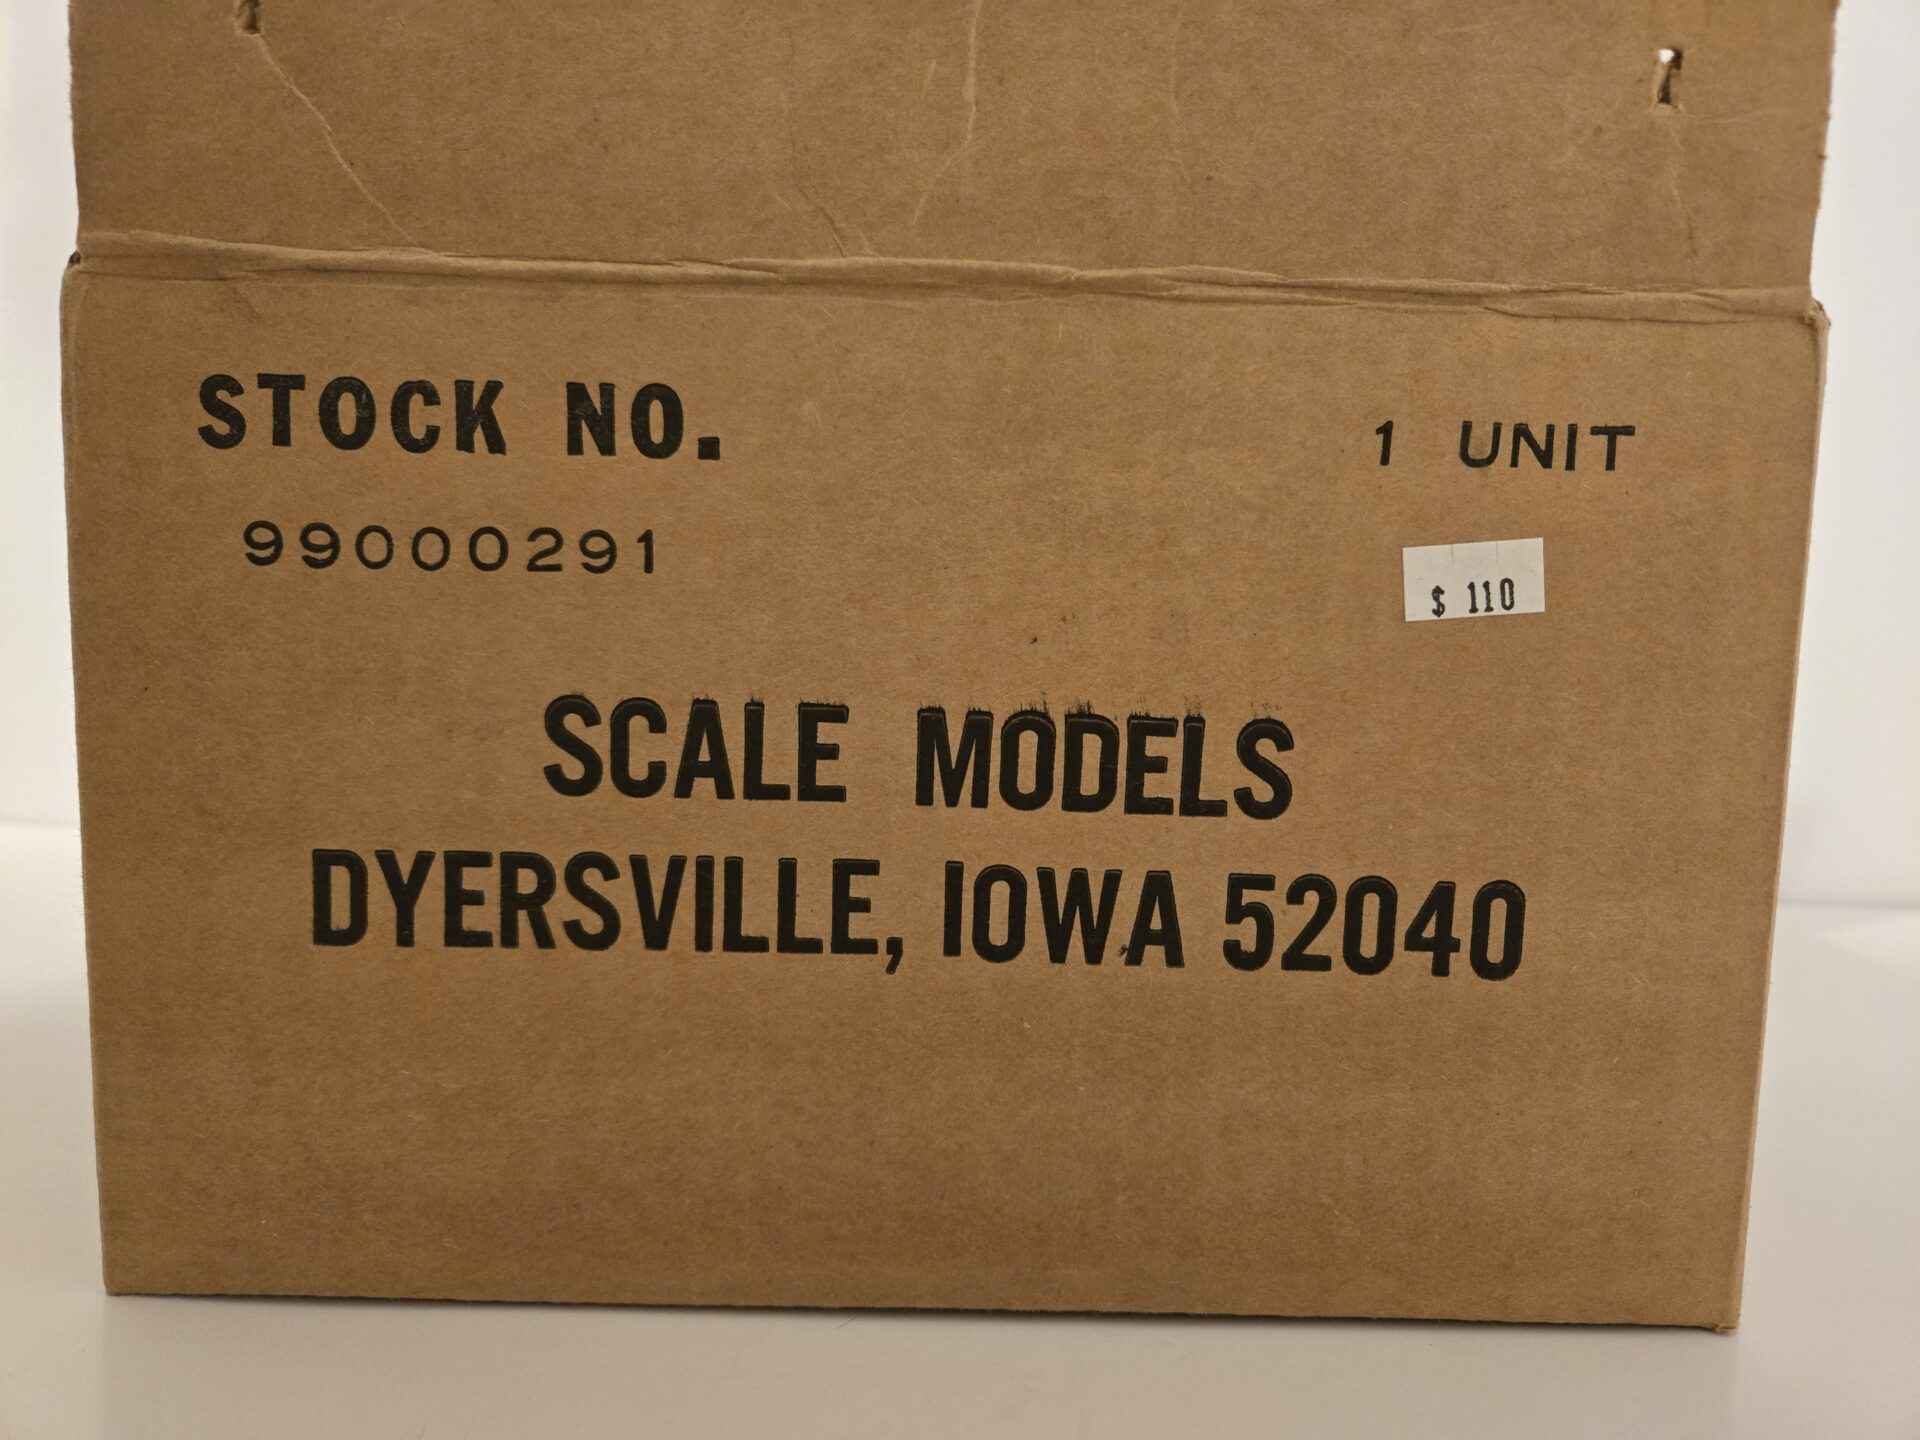 STOCK NO.
1 UNIT
99000291
$ 110
SCALE MODELS
DYERSVILLE, IOWA 52040